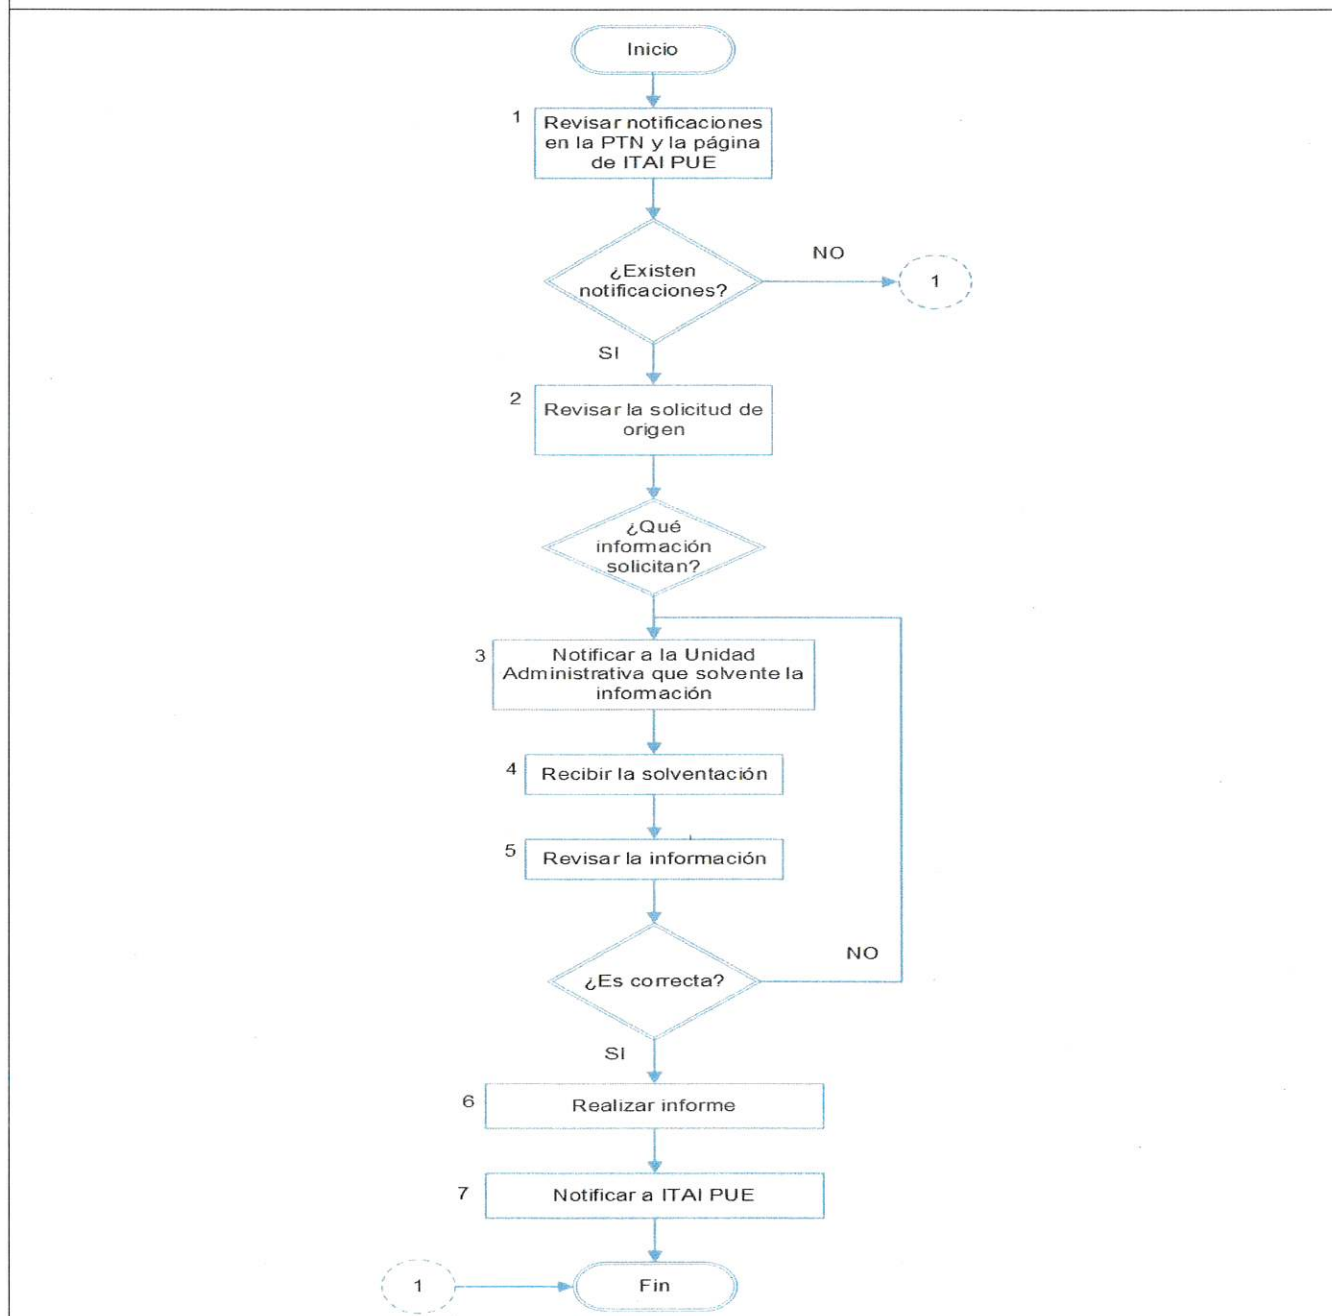 Inicio
1
Revisar notificaciones
en la PTN y la página
de ITAI PUE
¿Existen
notificaciones?
NO
1
SI
2
Revisar la solicitud de
origen
¿Qué
información
solicitan?
3
Notificar a la Unidad
Administrativa que solvente la
información
4
Recibir la solventación
5
Revisar la información
¿Es correcta?
NO
SI
6
Realizar informe
7
Notificar a ITAI PUE
1
Fin